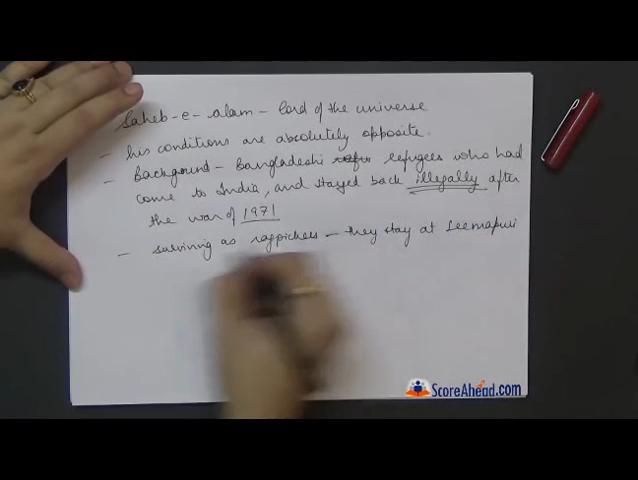 Saheb-e-alam - lord of the universe
- his conditions are absolutely opposite.
- Background - Bangladeshi refugees who had
come to India, and stayed back illegally after
the war of 1971
- surviving as ragpickers - they stay at Seemapuri
ScoreAhead.com